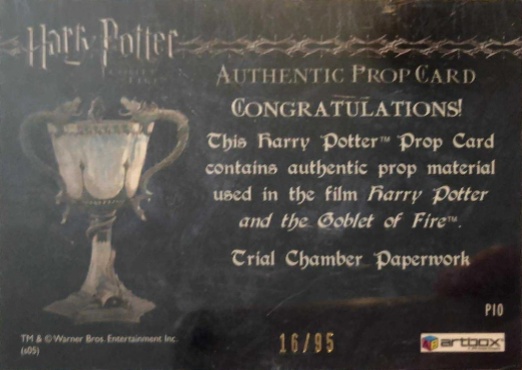 Harry Potter
GOBLET
FIRE
AUTHENTIC PROP CARD
CONGRATULATIONS!
This Harry Potter™ Prop Card
contains authentic prop material
used in the film Harry Potter
and the Goblet of Fire™.
Trial Chamber Paperwork
P10
TM & © Warner Bros. Entertainment Inc.
(s05)
16/95
artbox